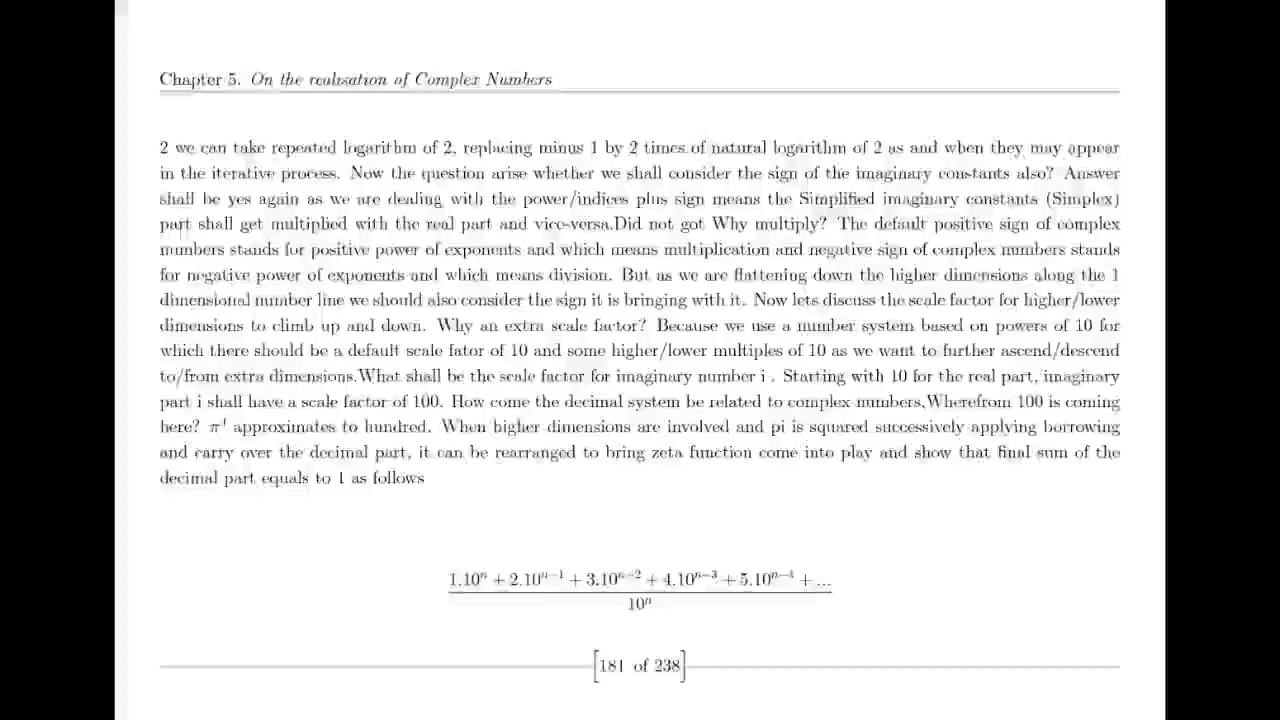 Chapter 5. On the realisation of Complex Numbers
2 we can take repeated logarithm of 2, replacing minus 1 by 2 times of natural logarithm of 2 as and when they may appear
in the iterative process. Now the question arise whether we shall consider the sign of the imaginary constants also? Answer
shall be yes again as we are dealing with the power/indices plus sign means the Simplified imaginary constants (Simplex)
part shall get multiplied with the real part and vice-versa.Did not got Why multiply? The default positive sign of complex
numbers stands for positive power of exponents and which means multiplication and negative sign of complex numbers stands
for negative power of exponents and which means division. But as we are flattening down the higher dimensions along the 1
dimensional number line we should also consider the sign it is bringing with it. Now lets discuss the scale factor for higher/lower
dimensions to climb up and down. Why an extra scale factor? Because we use a number system based on powers of 10 for
which there should be a default scale fator of 10 and some higher/lower multiples of 10 as we want to further ascend/descend
to/from extra dimensions.What shall be the scale factor for imaginary number i . Starting with 10 for the real part, imaginary
part i shall have a scale factor of 100. How come the decimal system be related to complex numbers,Wherefrom 100 is coming
here? π⁴ approximates to hundred. When higher dimensions are involved and pi is squared successively applying borrowing
and carry over the decimal part, it can be rearranged to bring zeta function come into play and show that final sum of the
decimal part equals to 1 as follows
1.10ⁿ + 2.10ⁿ⁻¹ + 3.10ⁿ⁻² + 4.10ⁿ⁻³ + 5.10ⁿ⁻⁴ + ...
10ⁿ
[181 of 238]